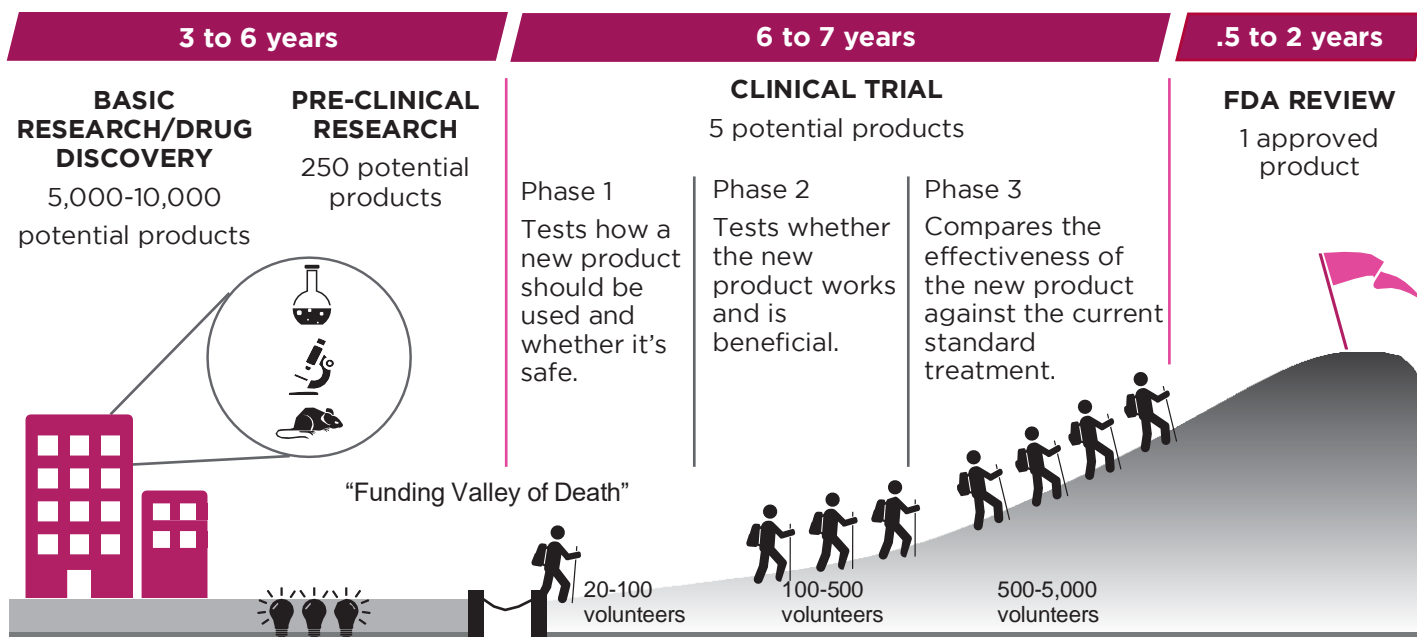 3 to 6 years
6 to 7 years
.5 to 2 years
BASIC
RESEARCH/DRUG
DISCOVERY
5,000-10,000
potential products
PRE-CLINICAL
RESEARCH
250 potential
products
CLINICAL TRIAL
5 potential products
Phase 1
Tests how a
new product
should be
used and
whether it's
safe.
Phase 2
Tests whether
the new
product works
and is
beneficial.
Phase 3
Compares the
effectiveness of
the new product
against the current
standard
treatment.
FDA REVIEW
1 approved
product
“Funding Valley of Death”
20-100
volunteers
100-500
volunteers
500-5,000
volunteers